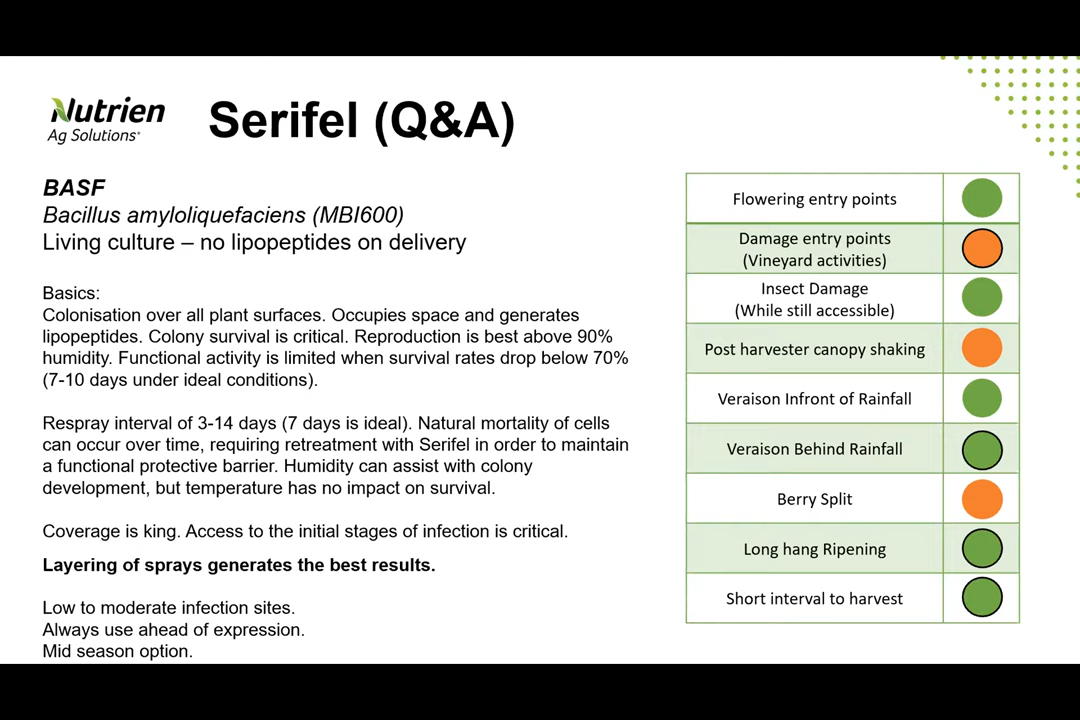 Nutrien
Ag Solutions
Serifel (Q&A)
BASF
Bacillus amyloliquefaciens (MBI600)
Living culture – no lipopeptides on delivery
Basics:
Colonisation over all plant surfaces. Occupies space and generates
lipopeptides. Colony survival is critical. Reproduction is best above 90%
humidity. Functional activity is limited when survival rates drop below 70%
(7-10 days under ideal conditions).
Respray interval of 3-14 days (7 days is ideal). Natural mortality of cells
can occur over time, requiring retreatment with Serifel in order to maintain
a functional protective barrier. Humidity can assist with colony
development, but temperature has no impact on survival.
Coverage is king. Access to the initial stages of infection is critical.
Layering of sprays generates the best results.
Low to moderate infection sites.
Always use ahead of expression.
Mid season option.
Flowering entry points
Damage entry points
(Vineyard activities)
Insect Damage
(While still accessible)
Post harvester canopy shaking
Veraison Infront of Rainfall
Veraison Behind Rainfall
Berry Split
Long hang Ripening
Short interval to harvest